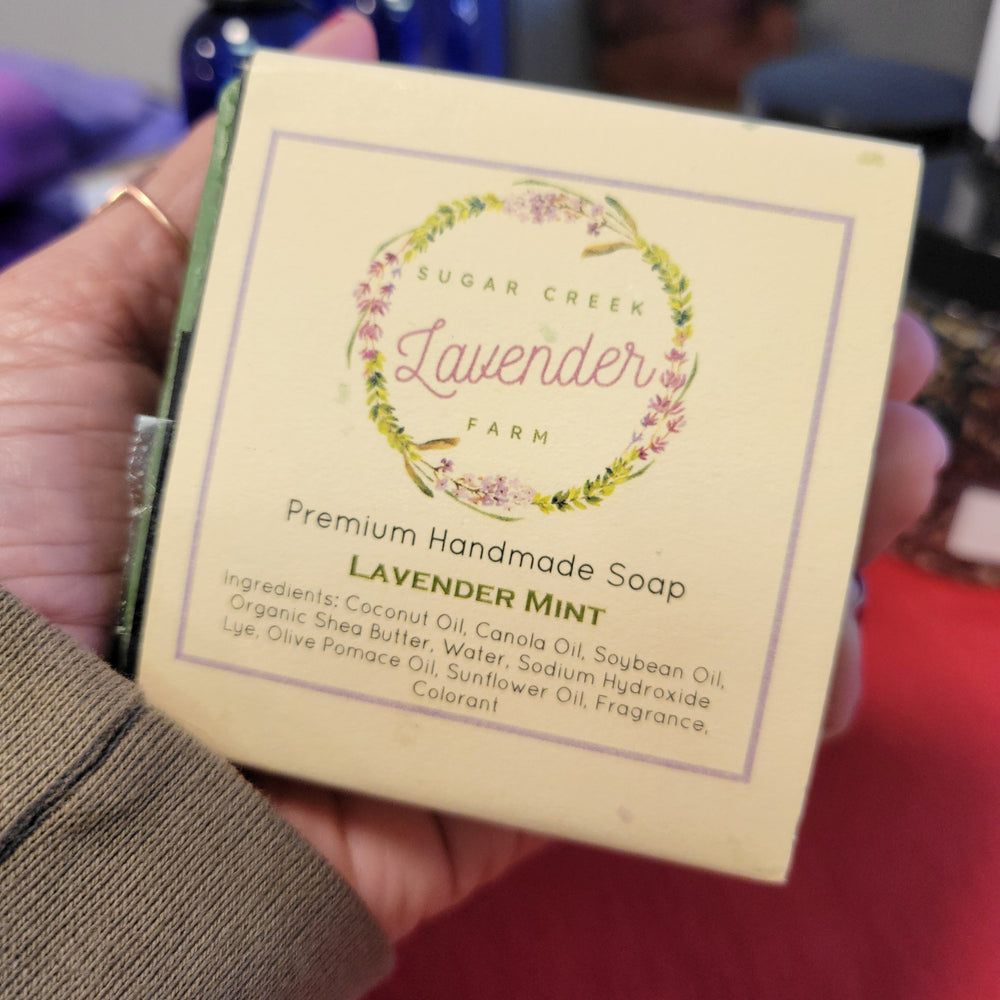 SUGAR CREEK
Lavender
FARM
Premium Handmade Soap
LAVENDER MINT
Ingredients: Coconut Oil, Canola Oil, Soybean Oil,
Organic Shea Butter, Water, Sodium Hydroxide
Lye, Olive Pomace Oil, Sunflower Oil, Fragrance,
Colorant